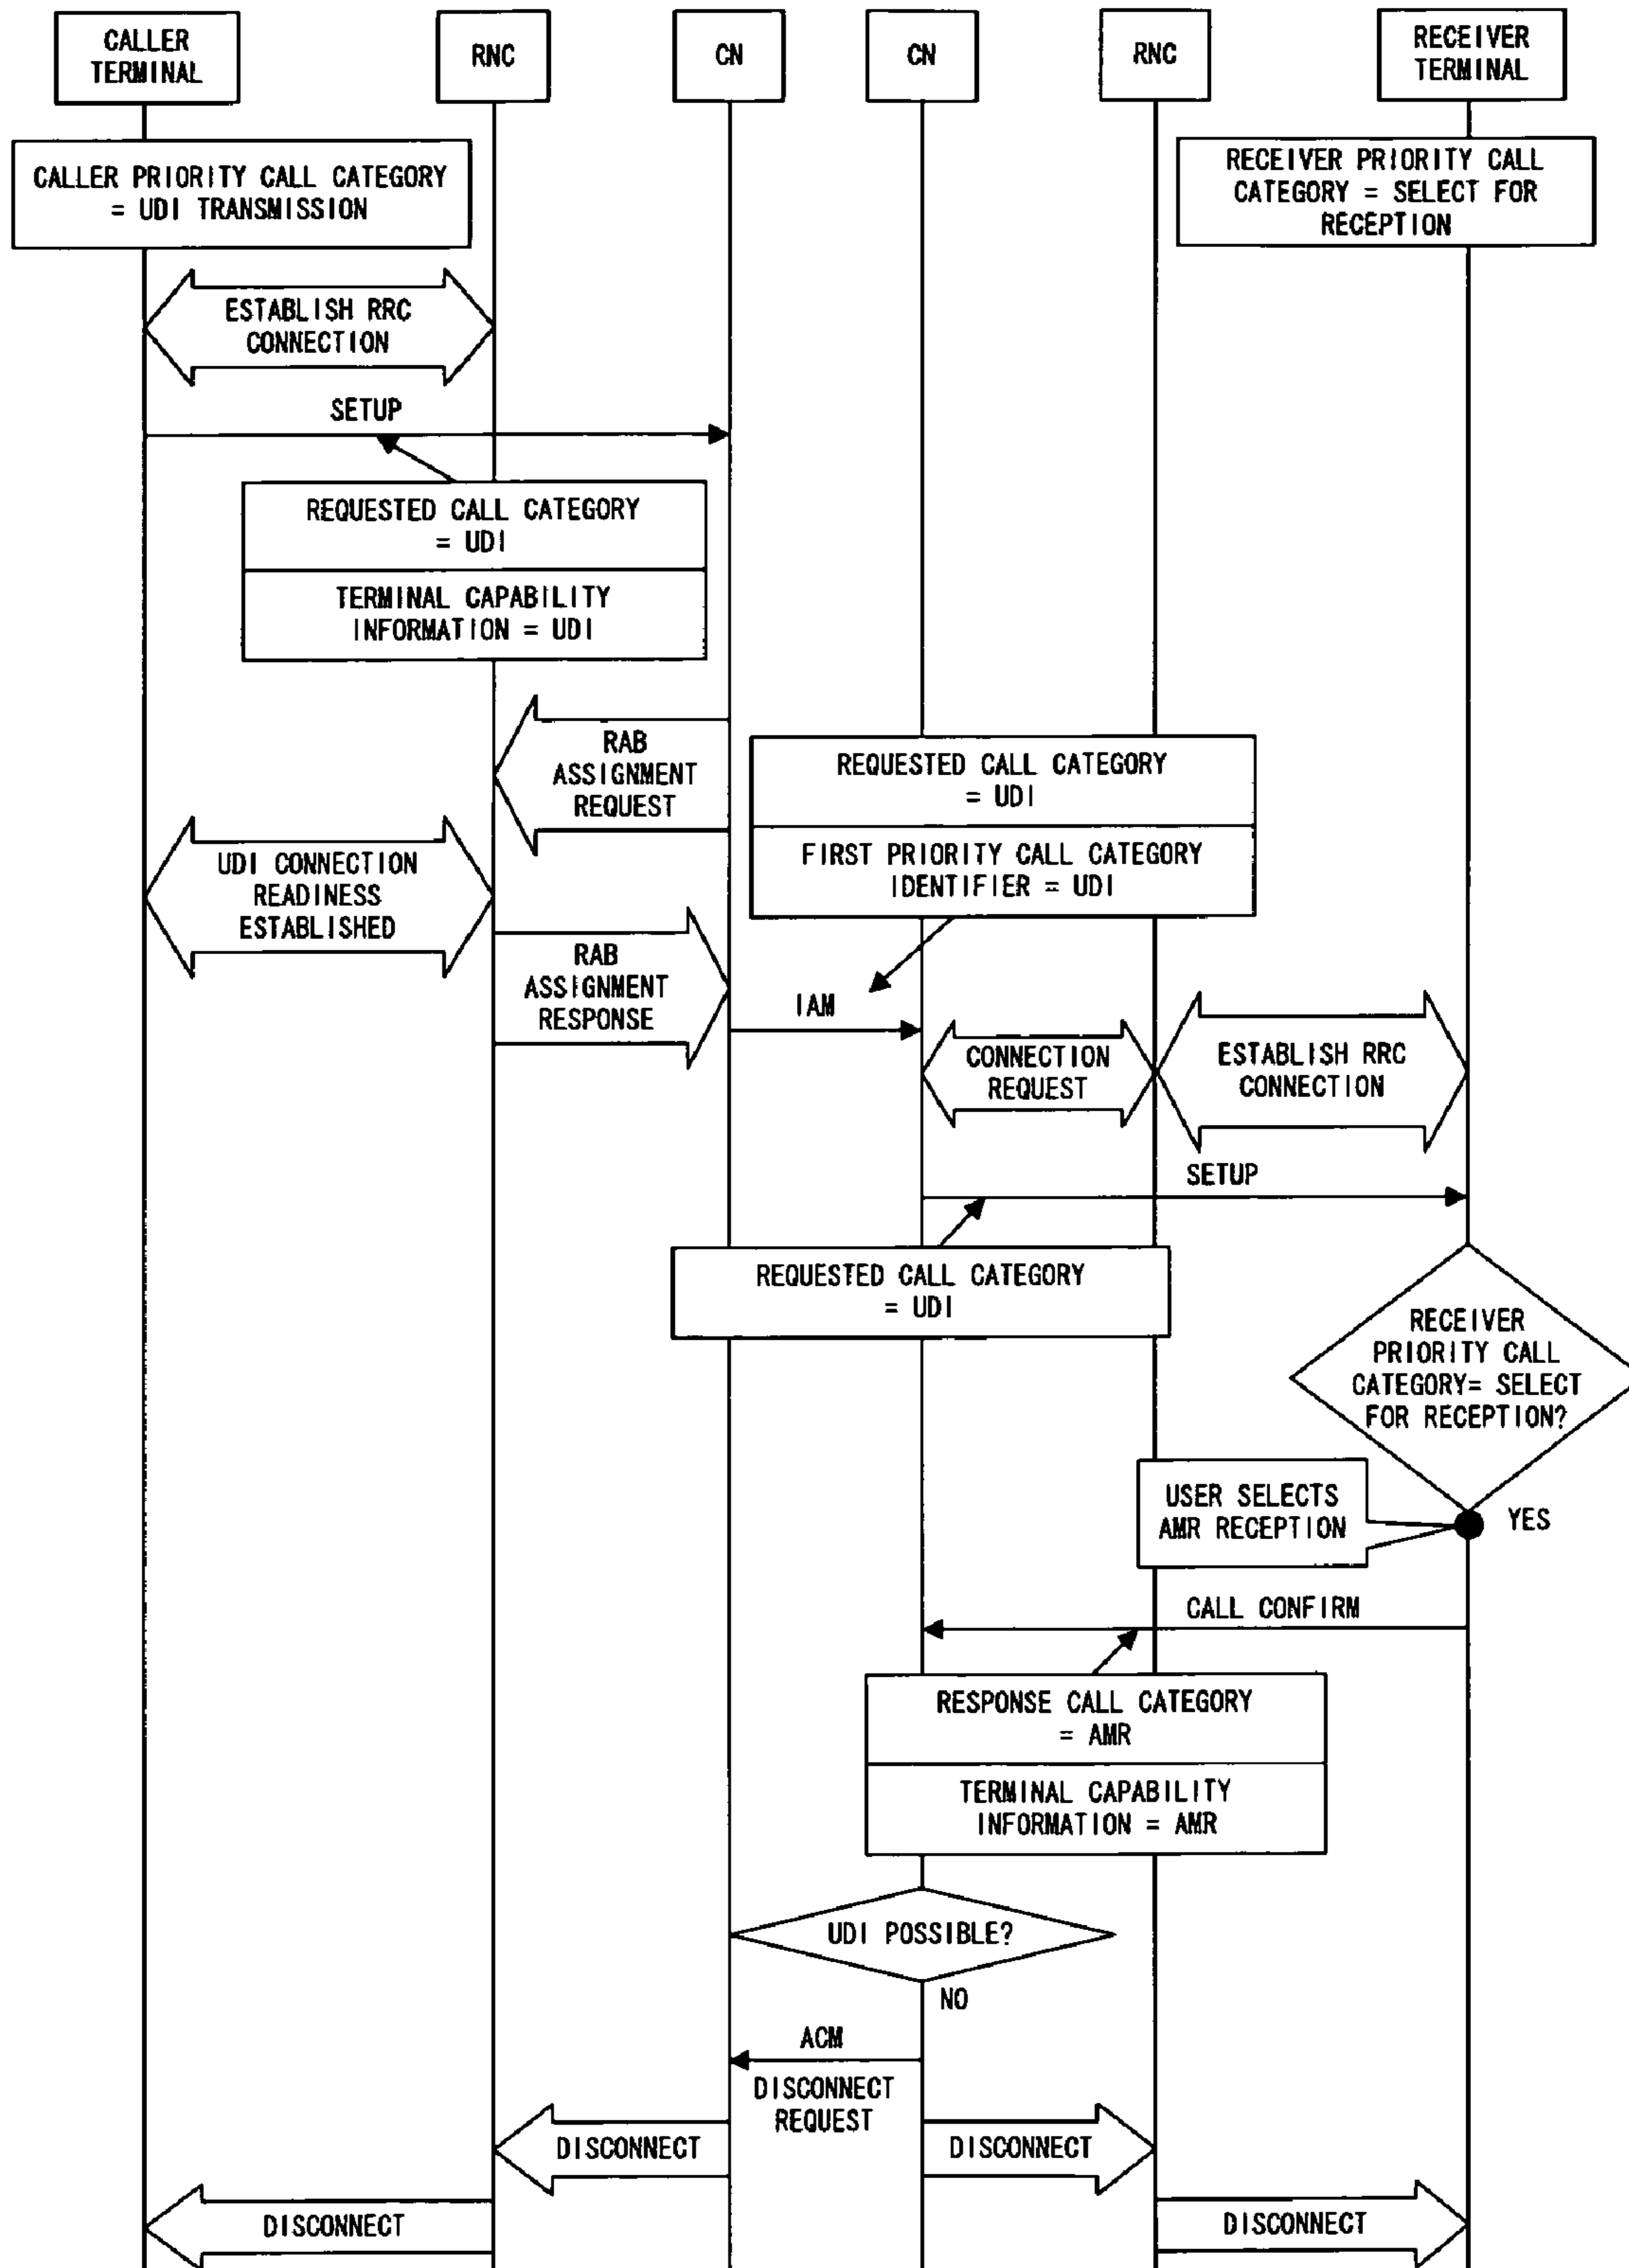 CALLER
TERMINAL
RNC
CN
CN
RNC
RECEIVER
TERMINAL
CALLER PRIORITY CALL CATEGORY
= UDI TRANSMISSION
RECEIVER PRIORITY CALL
CATEGORY = SELECT FOR
RECEPTION
ESTABLISH RRC
CONNECTION
SETUP
REQUESTED CALL CATEGORY
= UDI
TERMINAL CAPABILITY
INFORMATION = UDI
RAB
ASSIGNMENT
REQUEST
REQUESTED CALL CATEGORY
= UDI
FIRST PRIORITY CALL CATEGORY
IDENTIFIER = UDI
UDI CONNECTION
READINESS
ESTABLISHED
RAB
ASSIGNMENT
RESPONSE
IAM
CONNECTION
REQUEST
ESTABLISH RRC
CONNECTION
SETUP
REQUESTED CALL CATEGORY
= UDI
RECEIVER
PRIORITY CALL
CATEGORY= SELECT
FOR RECEPTION?
USER SELECTS
AMR RECEPTION
YES
CALL CONFIRM
RESPONSE CALL CATEGORY
= AMR
TERMINAL CAPABILITY
INFORMATION = AMR
UDI POSSIBLE?
NO
ACM
DISCONNECT
REQUEST
DISCONNECT
DISCONNECT
DISCONNECT
DISCONNECT